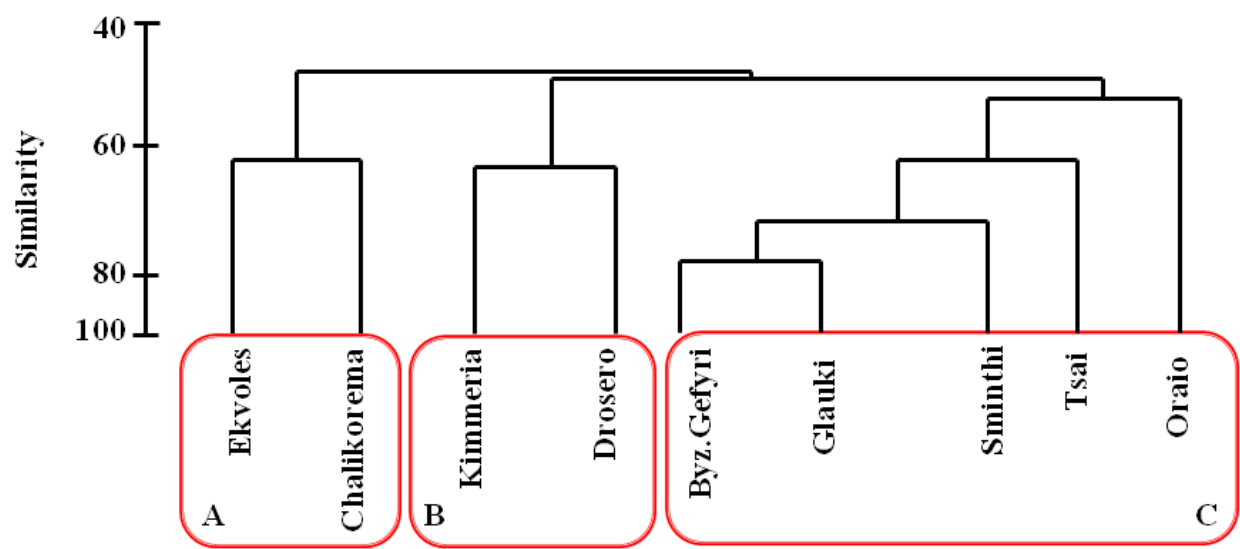 40
60
80
100
Similarity
Ekvoles
Chalikorema
Kimmeria
Drosero
Byz.Gefyri
Glauki
Sminthi
Tsai
Oraio
A
B
C